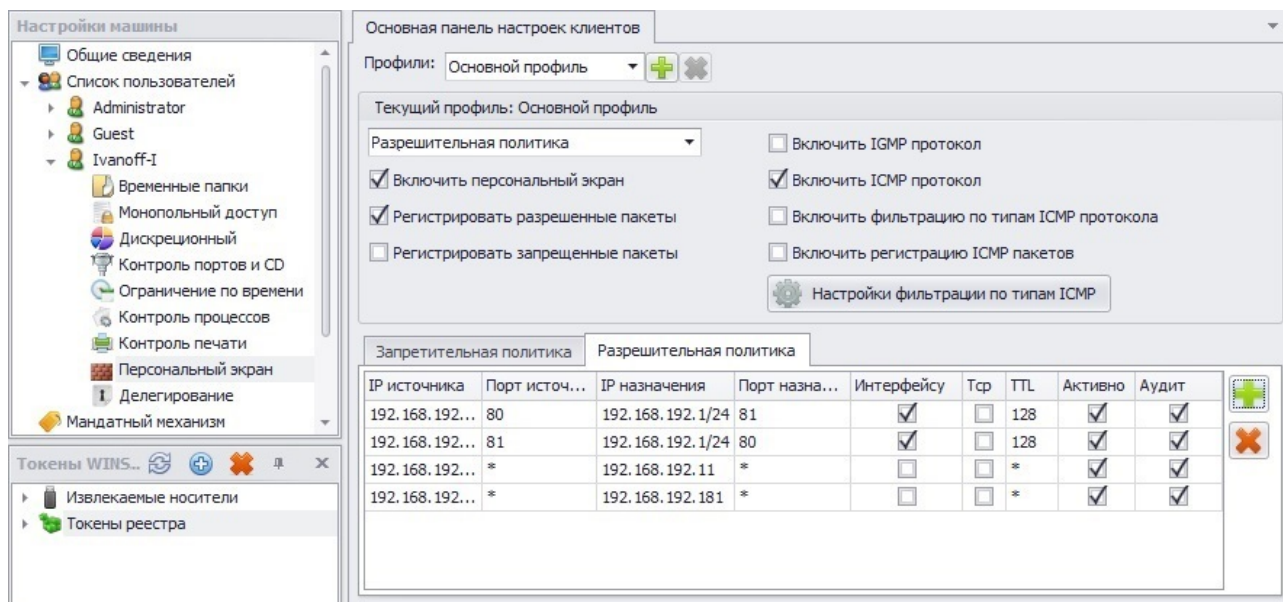 Настройки машины
Общие сведения
Список пользователей
Administrator
Guest
Ivanoff-I
Временные папки
Монопольный доступ
Дискреционный
Контроль портов и CD
Ограничение по времени
Контроль процессов
Контроль печати
Персональный экран
Делегирование
Мандатный механизм
Токены WINS..
Извлекаемые носители
Токены реестра
Основная панель настроек клиентов
Профили: Основной профиль
Текущий профиль: Основной профиль
Разрешительная политика
Включить персональный экран
Регистрировать разрешенные пакеты
Регистрировать запрещенные пакеты
Включить IGMP протокол
Включить ICMP протокол
Включить фильтрацию по типам ICMP протокола
Включить регистрацию ICMP пакетов
Настройки фильтрации по типам ICMP
Запретительная политика Разрешительная политика
IP источника Порт источ... IP назначения Порт назна... Интерфейсу Tcp TTL Активно Аудит
192.168.192... 80 192.168.192.1/24 81 128
192.168.192... 81 192.168.192.1/24 80 128
192.168.192... * 192.168.192.11 * *
192.168.192... * 192.168.192.181 * *